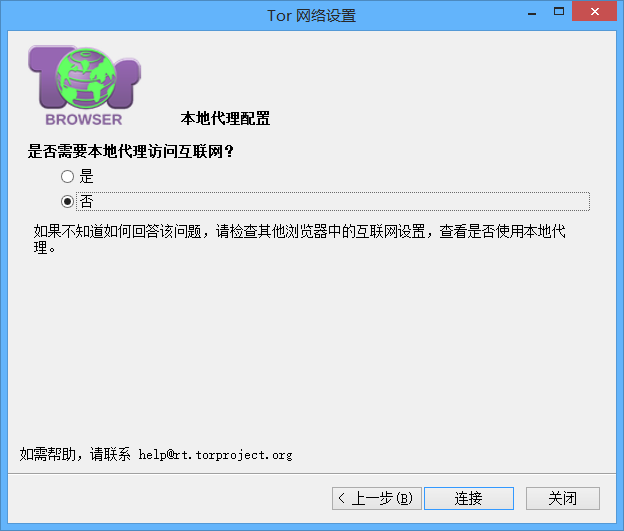 Tor 网络设置
Tor
BROWSER
本地代理配置
是否需要本地代理访问互联网？
是
否
如果不知道如何回答该问题，请检查其他浏览器中的互联网设置，查看是否使用本地代
理。
如需帮助，请联系 help@rt.torproject.org
< 上一步(B)
连接
关闭